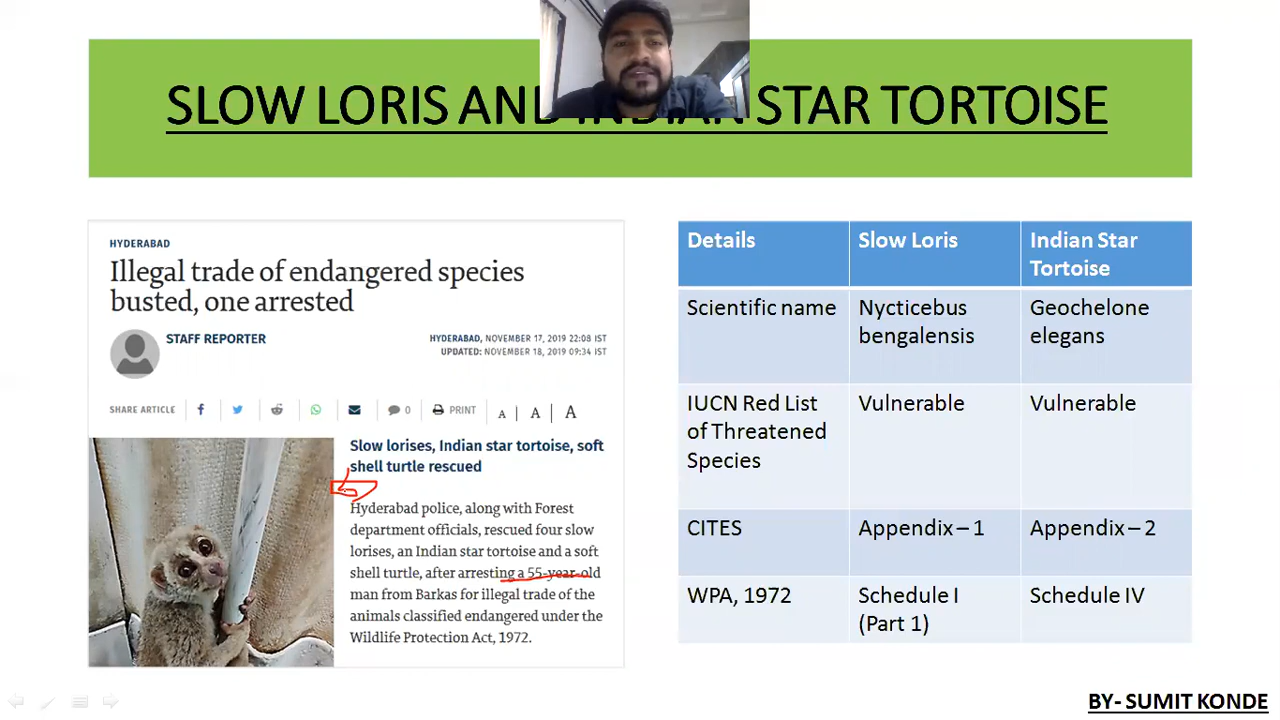 SLOW LORIS AND INDIAN STAR TORTOISE
HYDERABAD
Illegal trade of endangered species
busted, one arrested
STAFF REPORTER
HYDERABAD, NOVEMBER 17, 2019 22:08 IST
UPDATED: NOVEMBER 18, 2019 09:34 IST
SHARE ARTICLE
0
PRINT
A | A | A
Slow lorises, Indian star tortoise, soft
shell turtle rescued
Hyderabad police, along with Forest
department officials, rescued four slow
lorises, an Indian star tortoise and a soft
shell turtle, after arresting a 55-year-old
man from Barkas for illegal trade of the
animals classified endangered under the
Wildlife Protection Act, 1972.
Details
Slow Loris
Indian Star
Tortoise
Scientific name
Nycticebus
bengalensis
Geochelone
elegans
IUCN Red List
of Threatened
Species
Vulnerable
Vulnerable
CITES
Appendix – 1
Appendix – 2
WPA, 1972
Schedule I
(Part 1)
Schedule IV
BY- SUMIT KONDE